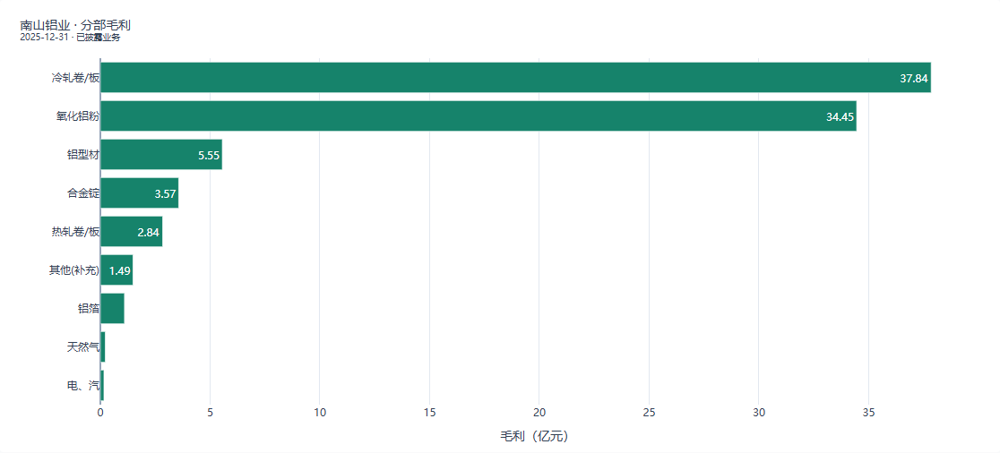 南山铝业 · 分部毛利
2025-12-31 · 已披露业务
冷轧卷/板 37.84
氧化铝粉 34.45
铝型材 5.55
合金锭 3.57
热轧卷/板 2.84
其他(补充) 1.49
铝箔
天然气
电、汽
0 5 10 15 20 25 30 35
毛利（亿元）